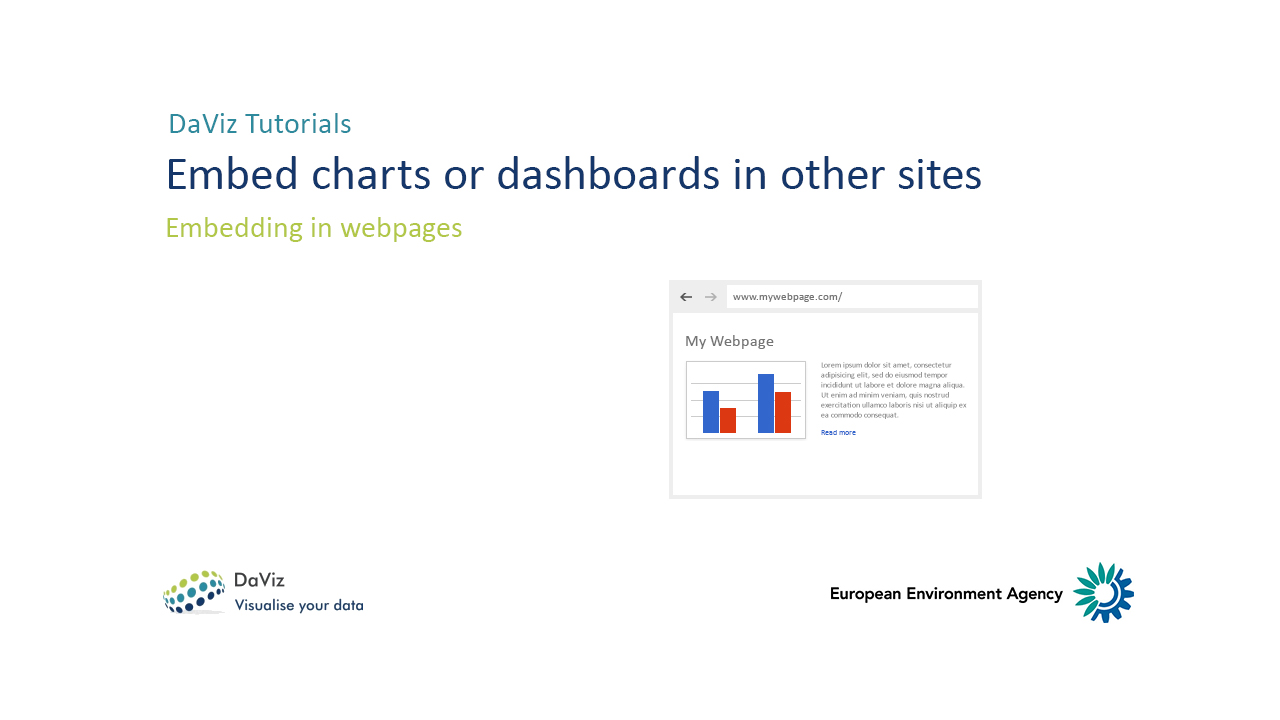 DaViz Tutorials
Embed charts or dashboards in other sites
Embedding in webpages
www.mywebpage.com/
My Webpage
Lorem ipsum dolor sit amet, consectetur
adipisicing elit, sed do eiusmod tempor
incididunt ut labore et dolore magna aliqua.
Ut enim ad minim veniam, quis nostrud
exercitation ullamco laboris nisi ut aliquip ex
ea commodo consequat.
Read more
DaViz
Visualise your data
European Environment Agency